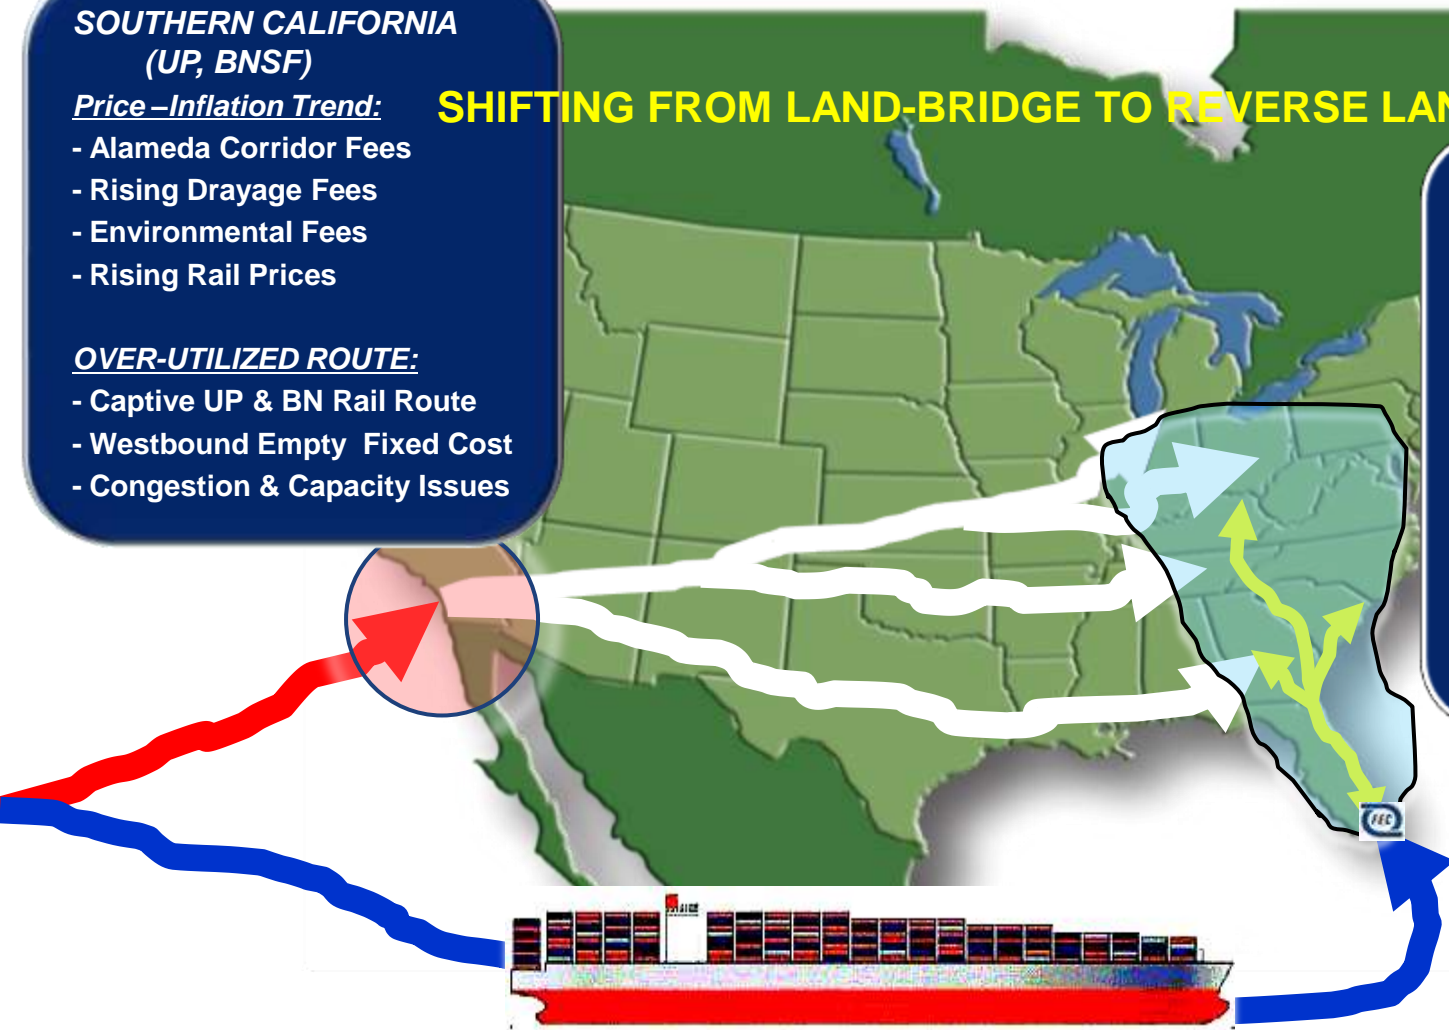 SOUTHERN CALIFORNIA
(UP, BNSF)
Price –Inflation Trend:
- Alameda Corridor Fees
- Rising Drayage Fees
- Environmental Fees
- Rising Rail Prices
OVER-UTILIZED ROUTE:
- Captive UP & BN Rail Route
- Westbound Empty  Fixed Cost
- Congestion & Capacity Issues
SHIFTING FROM LAND-BRIDGE TO REVERSE LAN
FEC